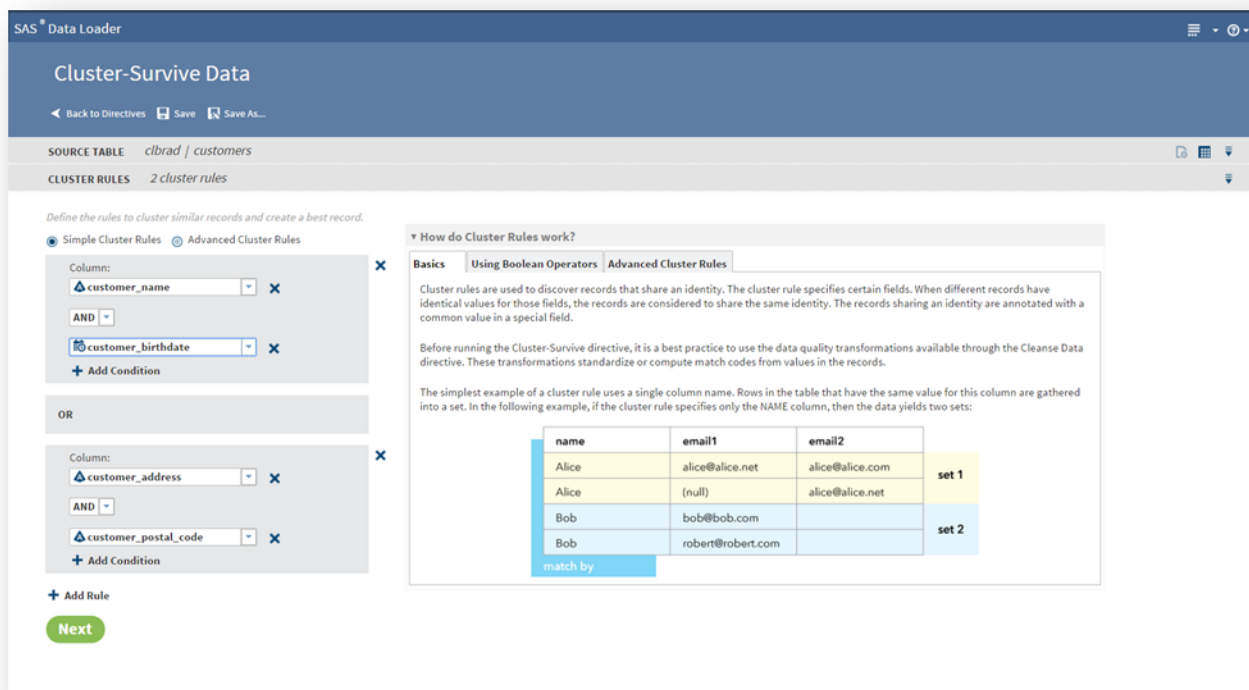 SAS® Data Loader
Cluster-Survive Data
Back to Directives Save Save As...
SOURCE TABLE clbrad | customers
CLUSTER RULES 2 cluster rules
Define the rules to cluster similar records and create a best record.
Simple Cluster Rules Advanced Cluster Rules
Column:
customer_name
AND
customer_birthdate
Add Condition
OR
Column:
customer_address
AND
customer_postal_code
Add Condition
Add Rule
Next
How do Cluster Rules work?
Basics Using Boolean Operators Advanced Cluster Rules
Cluster rules are used to discover records that share an identity. The cluster rule specifies certain fields. When different records have
identical values for those fields, the records are considered to share the same identity. The records sharing an identity are annotated with a
common value in a special field.
Before running the Cluster-Survive directive, it is a best practice to use the data quality transformations available through the Cleanse Data
directive. These transformations standardize or compute match codes from values in the records.
The simplest example of a cluster rule uses a single column name. Rows in the table that have the same value for this column are gathered
into a set. In the following example, if the cluster rule specifies only the NAME column, then the data yields two sets:
name email1 email2
Alice alice@alice.net alice@alice.com
set 1
Alice (null) alice@alice.net
Bob bob@bob.com
set 2
Bob robert@robert.com
match by